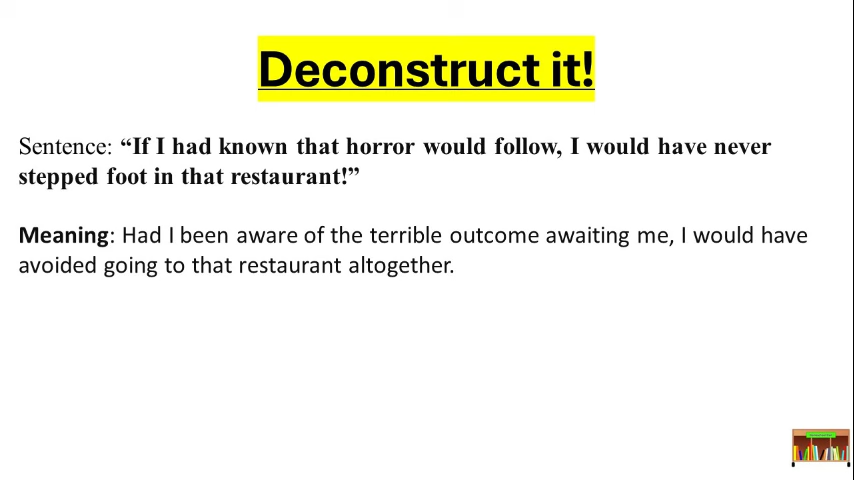 Deconstruct it!
Sentence: “If I had known that horror would follow, I would have never
stepped foot in that restaurant!”
Meaning: Had I been aware of the terrible outcome awaiting me, I would have
avoided going to that restaurant altogether.